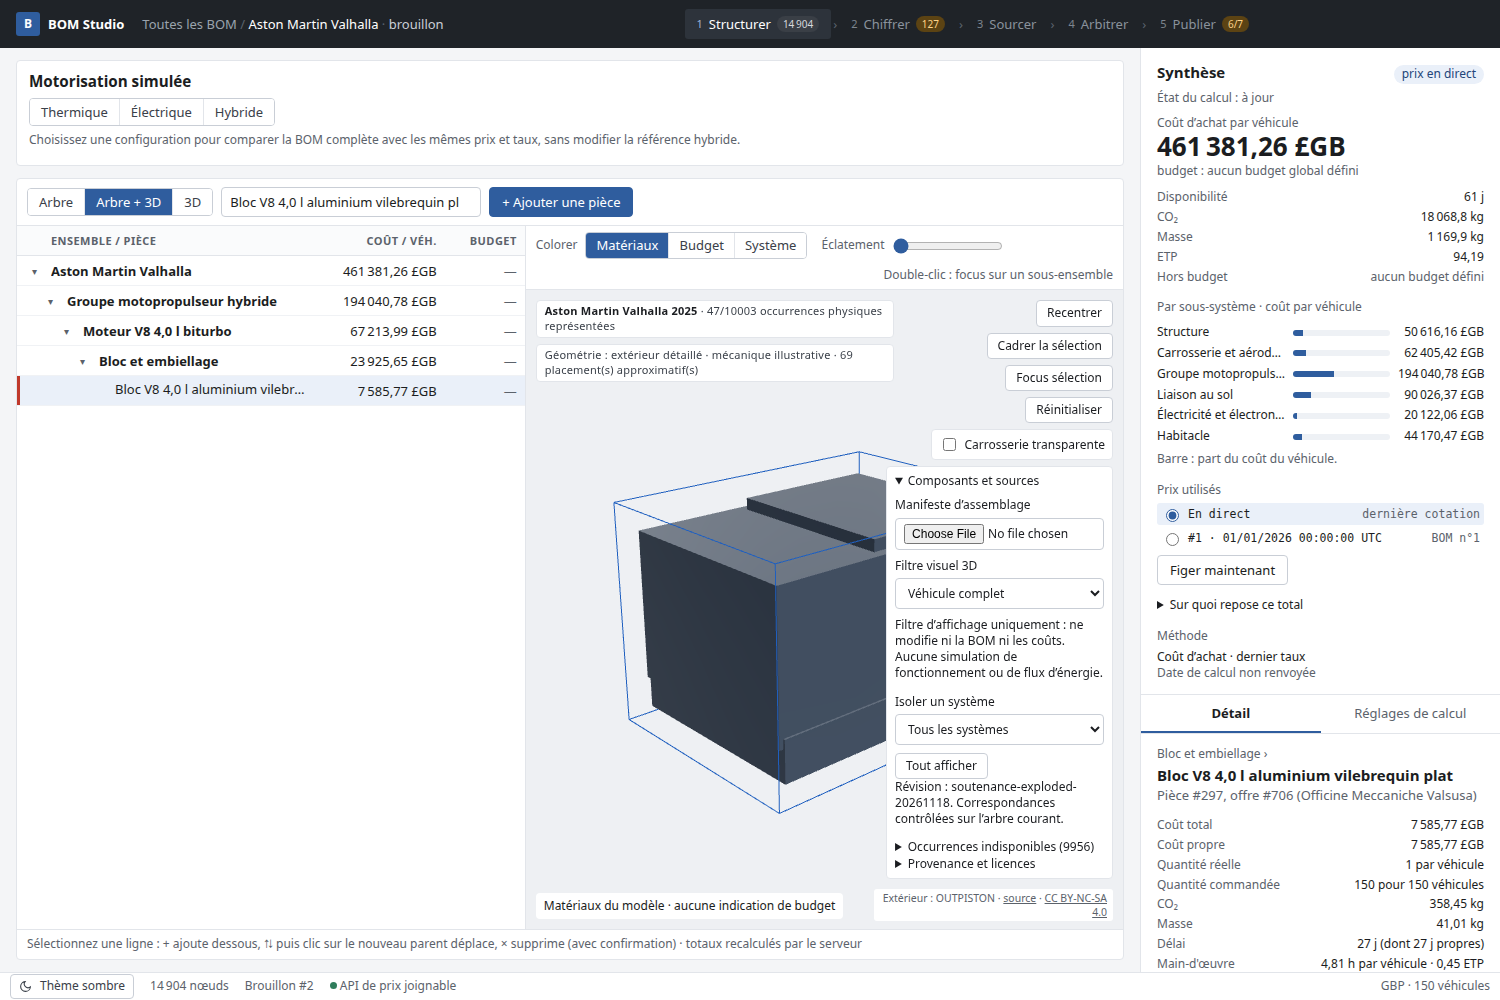 B BOM Studio Toutes les BOM / Aston Martin Valhalla · brouillon 1 Structurer 14 904 › 2 Chiffrer 127 › 3 Sourcer › 4 Arbitrer › 5 Publier 6/7
Motorisation simulée
Thermique Électrique Hybride
Choisissez une configuration pour comparer la BOM complète avec les mêmes prix et taux, sans modifier la référence hybride.
Arbre Arbre + 3D 3D Bloc V8 4,0 l aluminium vilebrequin pl + Ajouter une pièce
ENSEMBLE / PIÈCE COÛT / VÉH. BUDGET
▾ Aston Martin Valhalla 461 381,26 £GB —
▾ Groupe motopropulseur hybride 194 040,78 £GB —
▾ Moteur V8 4,0 l biturbo 67 213,99 £GB —
▾ Bloc et embiellage 23 925,65 £GB —
Bloc V8 4,0 l aluminium vilebr... 7 585,77 £GB —
Colorer Matériaux Budget Système Éclatement
Double-clic : focus sur un sous-ensemble
Aston Martin Valhalla 2025 · 47/10003 occurrences physiques
représentées
Géométrie : extérieur détaillé · mécanique illustrative · 69
placement(s) approximatif(s)
Recentrer
Cadrer la sélection
Focus sélection
Réinitialiser
Carrosserie transparente
▼ Composants et sources
Manifeste d’assemblage
Choose File No file chosen
Filtre visuel 3D
Véhicule complet
Filtre d’affichage uniquement : ne
modifie ni la BOM ni les coûts.
Aucune simulation de
fonctionnement ou de flux d’énergie.
Isoler un système
Tous les systèmes
Tout afficher
Révision : soutenance-exploded-
20261118. Correspondances
contrôlées sur l’arbre courant.
▶ Occurrences indisponibles (9956)
▶ Provenance et licences
Matériaux du modèle · aucune indication de budget
Extérieur : OUTPISTON · source · CC BY-NC-SA
4.0
Sélectionnez une ligne : + ajoute dessous, ⇅ puis clic sur le nouveau parent déplace, × supprime (avec confirmation) · totaux recalculés par le serveur
Synthèse prix en direct
État du calcul : à jour
Coût d’achat par véhicule
461 381,26 £GB
budget : aucun budget global défini
Disponibilité 61 j
CO₂ 18 068,8 kg
Masse 1 169,9 kg
ETP 94,19
Hors budget aucun budget défini
Par sous-système · coût par véhicule
Structure 50 616,16 £GB
Carrosserie et aérod... 62 405,42 £GB
Groupe motopropuls... 194 040,78 £GB
Liaison au sol 90 026,37 £GB
Électricité et électron... 20 122,06 £GB
Habitacle 44 170,47 £GB
Barre : part du coût du véhicule.
Prix utilisés
En direct dernière cotation
#1 · 01/01/2026 00:00:00 UTC BOM n°1
Figer maintenant
▶ Sur quoi repose ce total
Méthode
Coût d’achat · dernier taux
Date de calcul non renvoyée
Détail Réglages de calcul
Bloc et embiellage ›
Bloc V8 4,0 l aluminium vilebrequin plat
Pièce #297, offre #706 (Officine Meccaniche Valsusa)
Coût total 7 585,77 £GB
Coût propre 7 585,77 £GB
Quantité réelle 1 par véhicule
Quantité commandée 150 pour 150 véhicules
CO₂ 358,45 kg
Masse 41,01 kg
Délai 27 j (dont 27 j propres)
Main-d'œuvre 4,81 h par véhicule · 0,45 ETP
Thème sombre 14 904 nœuds Brouillon #2 API de prix joignable GBP · 150 véhicules